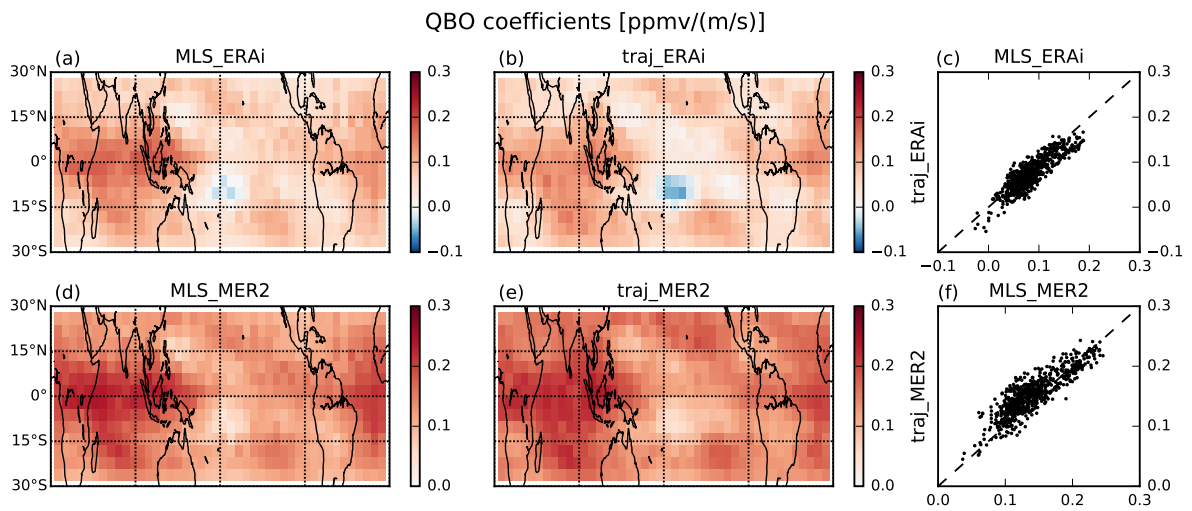 QBO coefficients [ppmv/(m/s)]
(a) MLS_ERAi
(b) traj_ERAi
(c) MLS_ERAi
30°N
15°N
0°
15°S
30°S
0.3
0.2
0.1
0.0
−0.1
0.3
0.2
0.1
0.0
−0.1
traj_ERAi
0.3
0.2
0.1
0.0
−0.1
−0.1 0.0 0.1 0.2 0.3
(d) MLS_MER2
(e) traj_MER2
(f) MLS_MER2
30°N
15°N
0°
15°S
30°S
0.3
0.2
0.1
0.0
0.3
0.2
0.1
0.0
traj_MER2
0.3
0.2
0.1
0.0
0.0 0.1 0.2 0.3